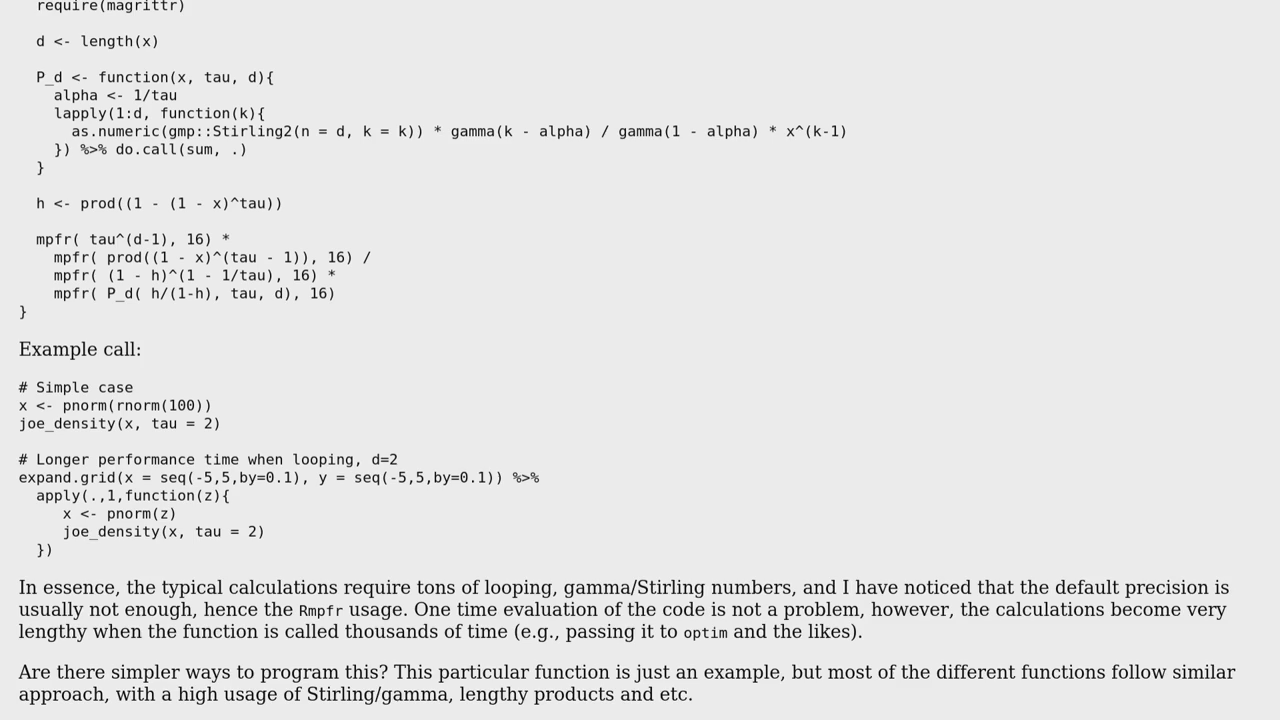 require(magrittr)

  d <- length(x)

  P_d <- function(x, tau, d){
    alpha <- 1/tau
    lapply(1:d, function(k){
      as.numeric(gmp::Stirling2(n = d, k = k)) * gamma(k - alpha) / gamma(1 - alpha) * x^(k-1)
    }) %>% do.call(sum, .)
  }

  h <- prod((1 - (1 - x)^tau))

  mpfr( tau^(d-1), 16) *
    mpfr( prod((1 - x)^(tau - 1)), 16) /
    mpfr( (1 - h)^(1 - 1/tau), 16) *
    mpfr( P_d( h/(1-h), tau, d), 16)
}
Example call:
# Simple case
x <- pnorm(rnorm(100))
joe_density(x, tau = 2)

# Longer performance time when looping, d=2
expand.grid(x = seq(-5,5,by=0.1), y = seq(-5,5,by=0.1)) %>%
  apply(.,1,function(z){
     x <- pnorm(z)
     joe_density(x, tau = 2)
  })
In essence, the typical calculations require tons of looping, gamma/Stirling numbers, and I have noticed that the default precision is
usually not enough, hence the Rmpfr usage. One time evaluation of the code is not a problem, however, the calculations become very
lengthy when the function is called thousands of time (e.g., passing it to optim and the likes).
Are there simpler ways to program this? This particular function is just an example, but most of the different functions follow similar
approach, with a high usage of Stirling/gamma, lengthy products and etc.